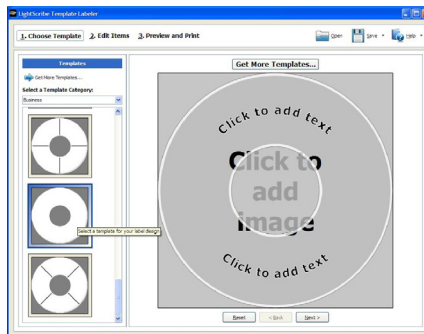 LightScribe Template Labeler
1. Choose Template 2. Edit Items 3. Preview and Print
Open Save Help
Templates
Get More Templates...
Get More Templates...
Select a Template Category:
Business
Click to add text
Click to
add
image
Click to add text
Select a template for your label design
Reset < Back Next >